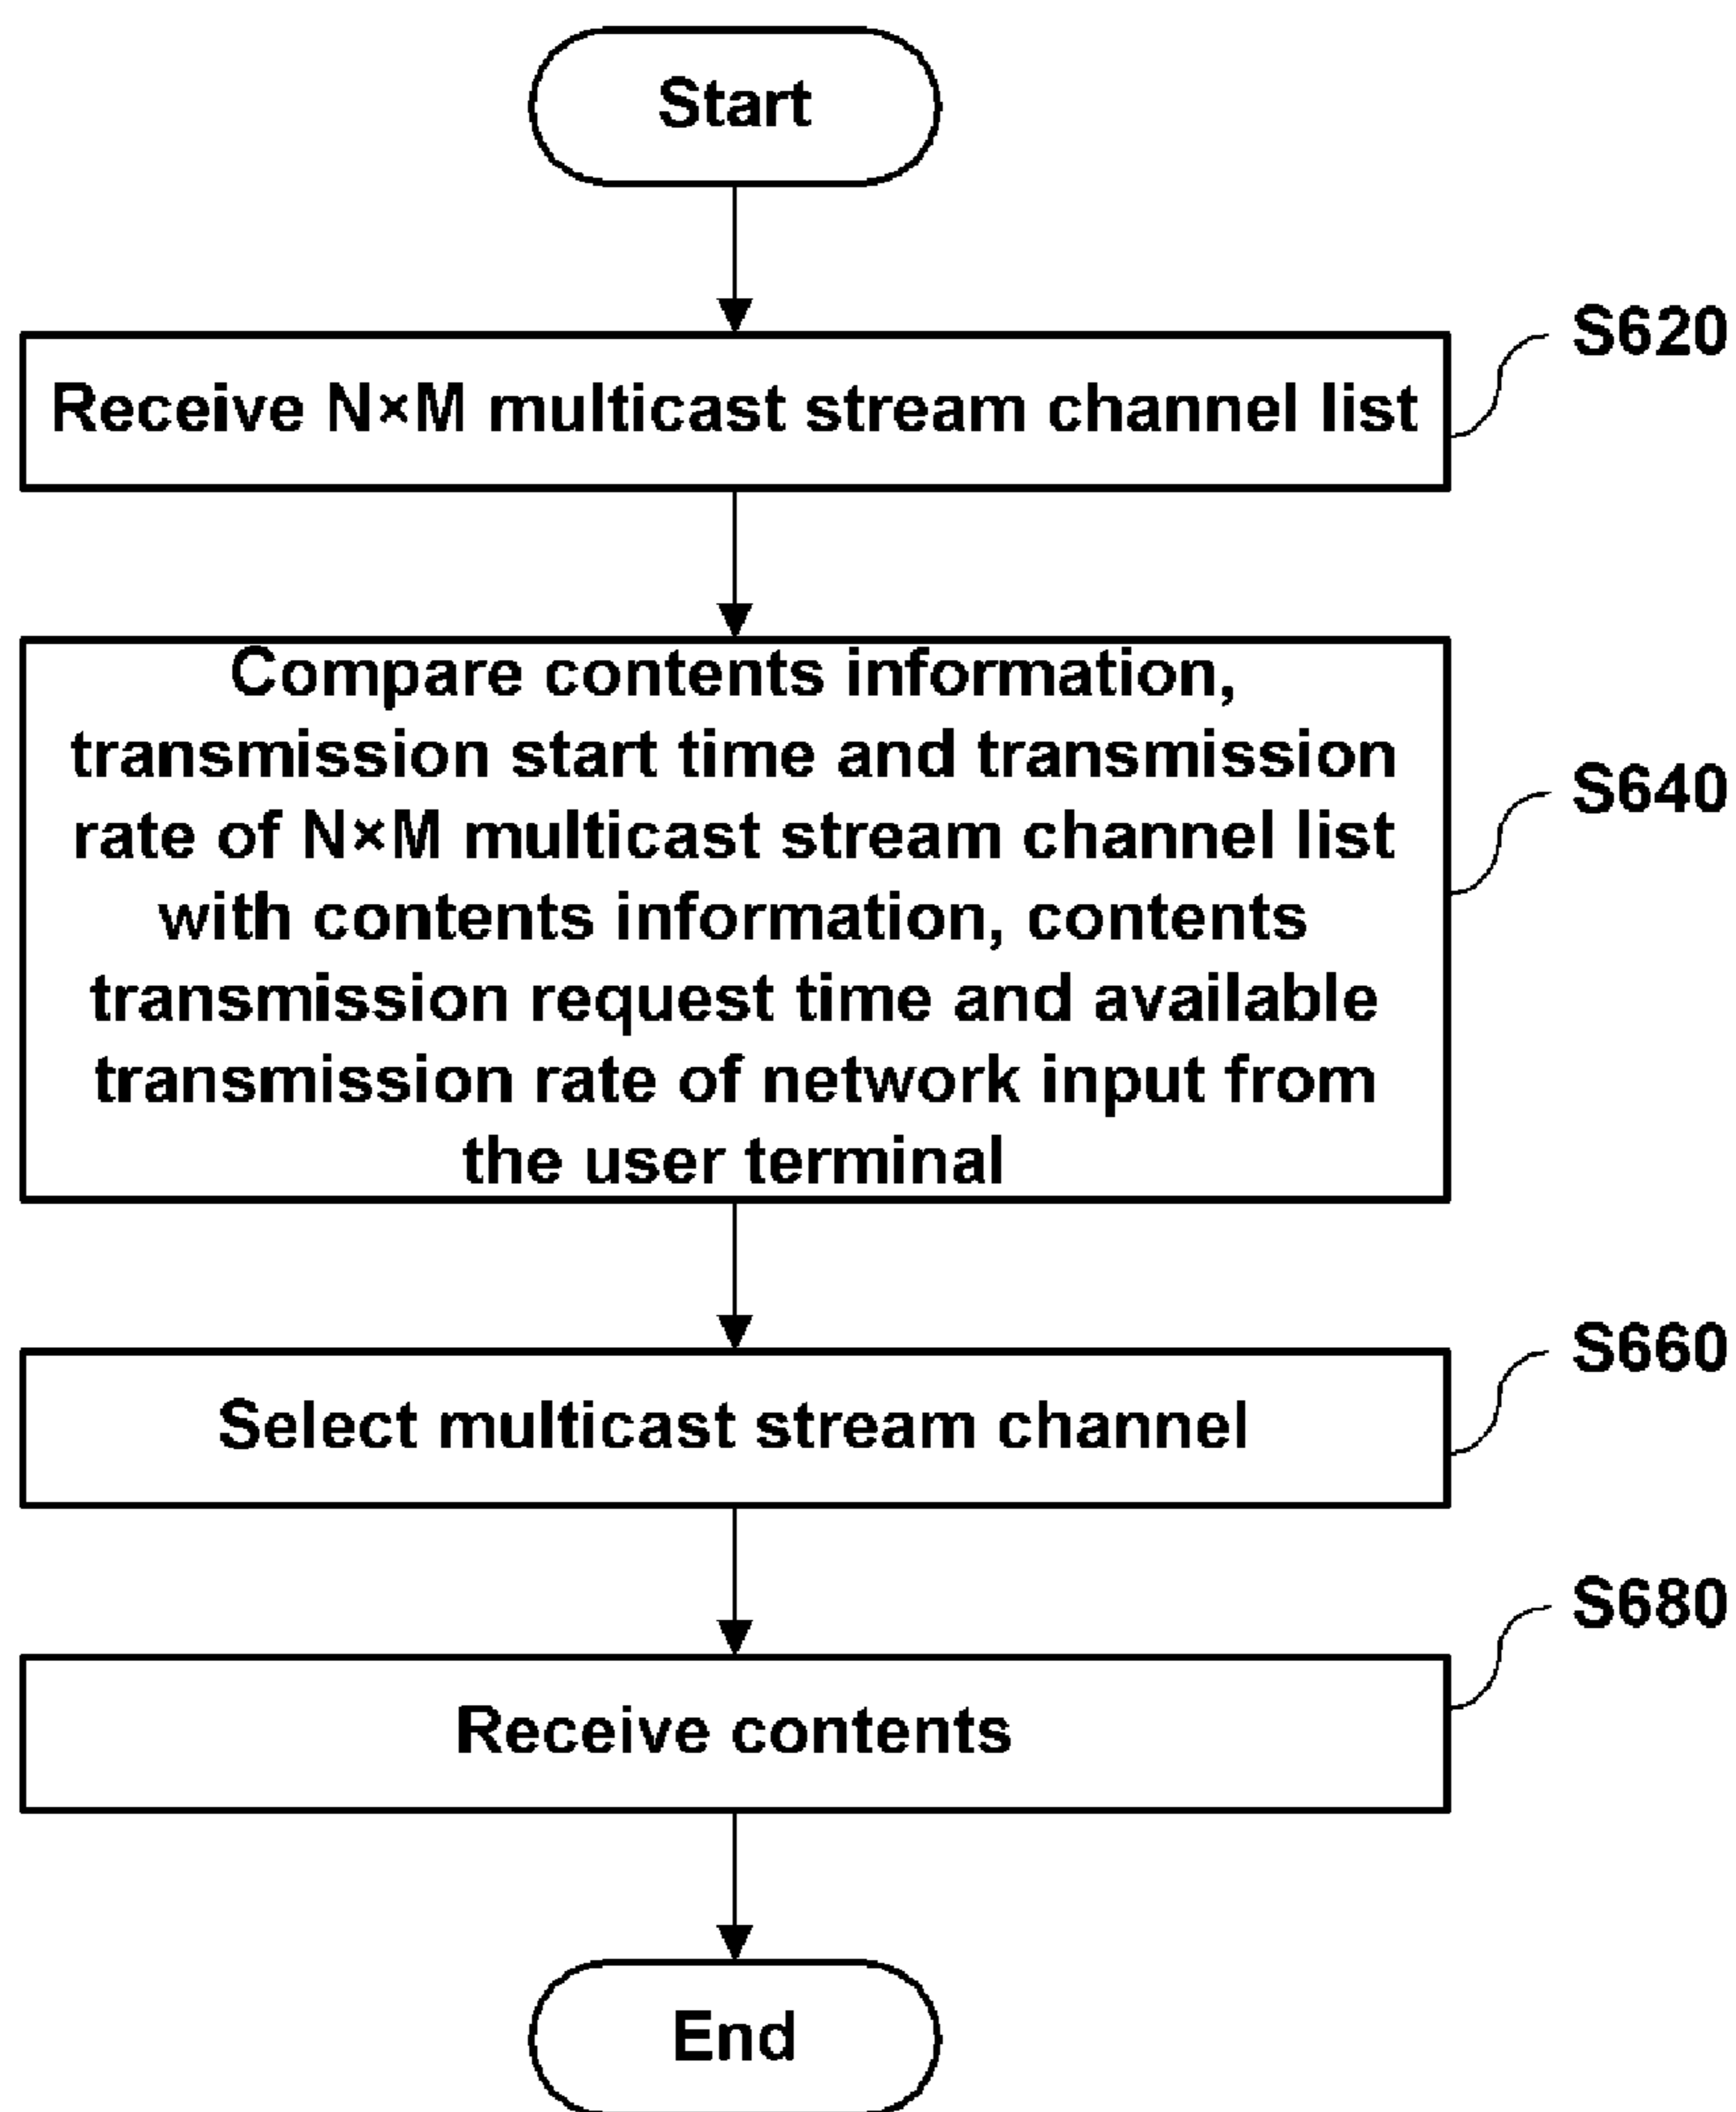 Start
S620
Receive N×M multicast stream channel list
Compare contents information,
transmission start time and transmission
S640
rate of N×M multicast stream channel list
with contents information, contents
transmission request time and available
transmission rate of network input from
the user terminal
S660
Select multicast stream channel
S680
Receive contents
End